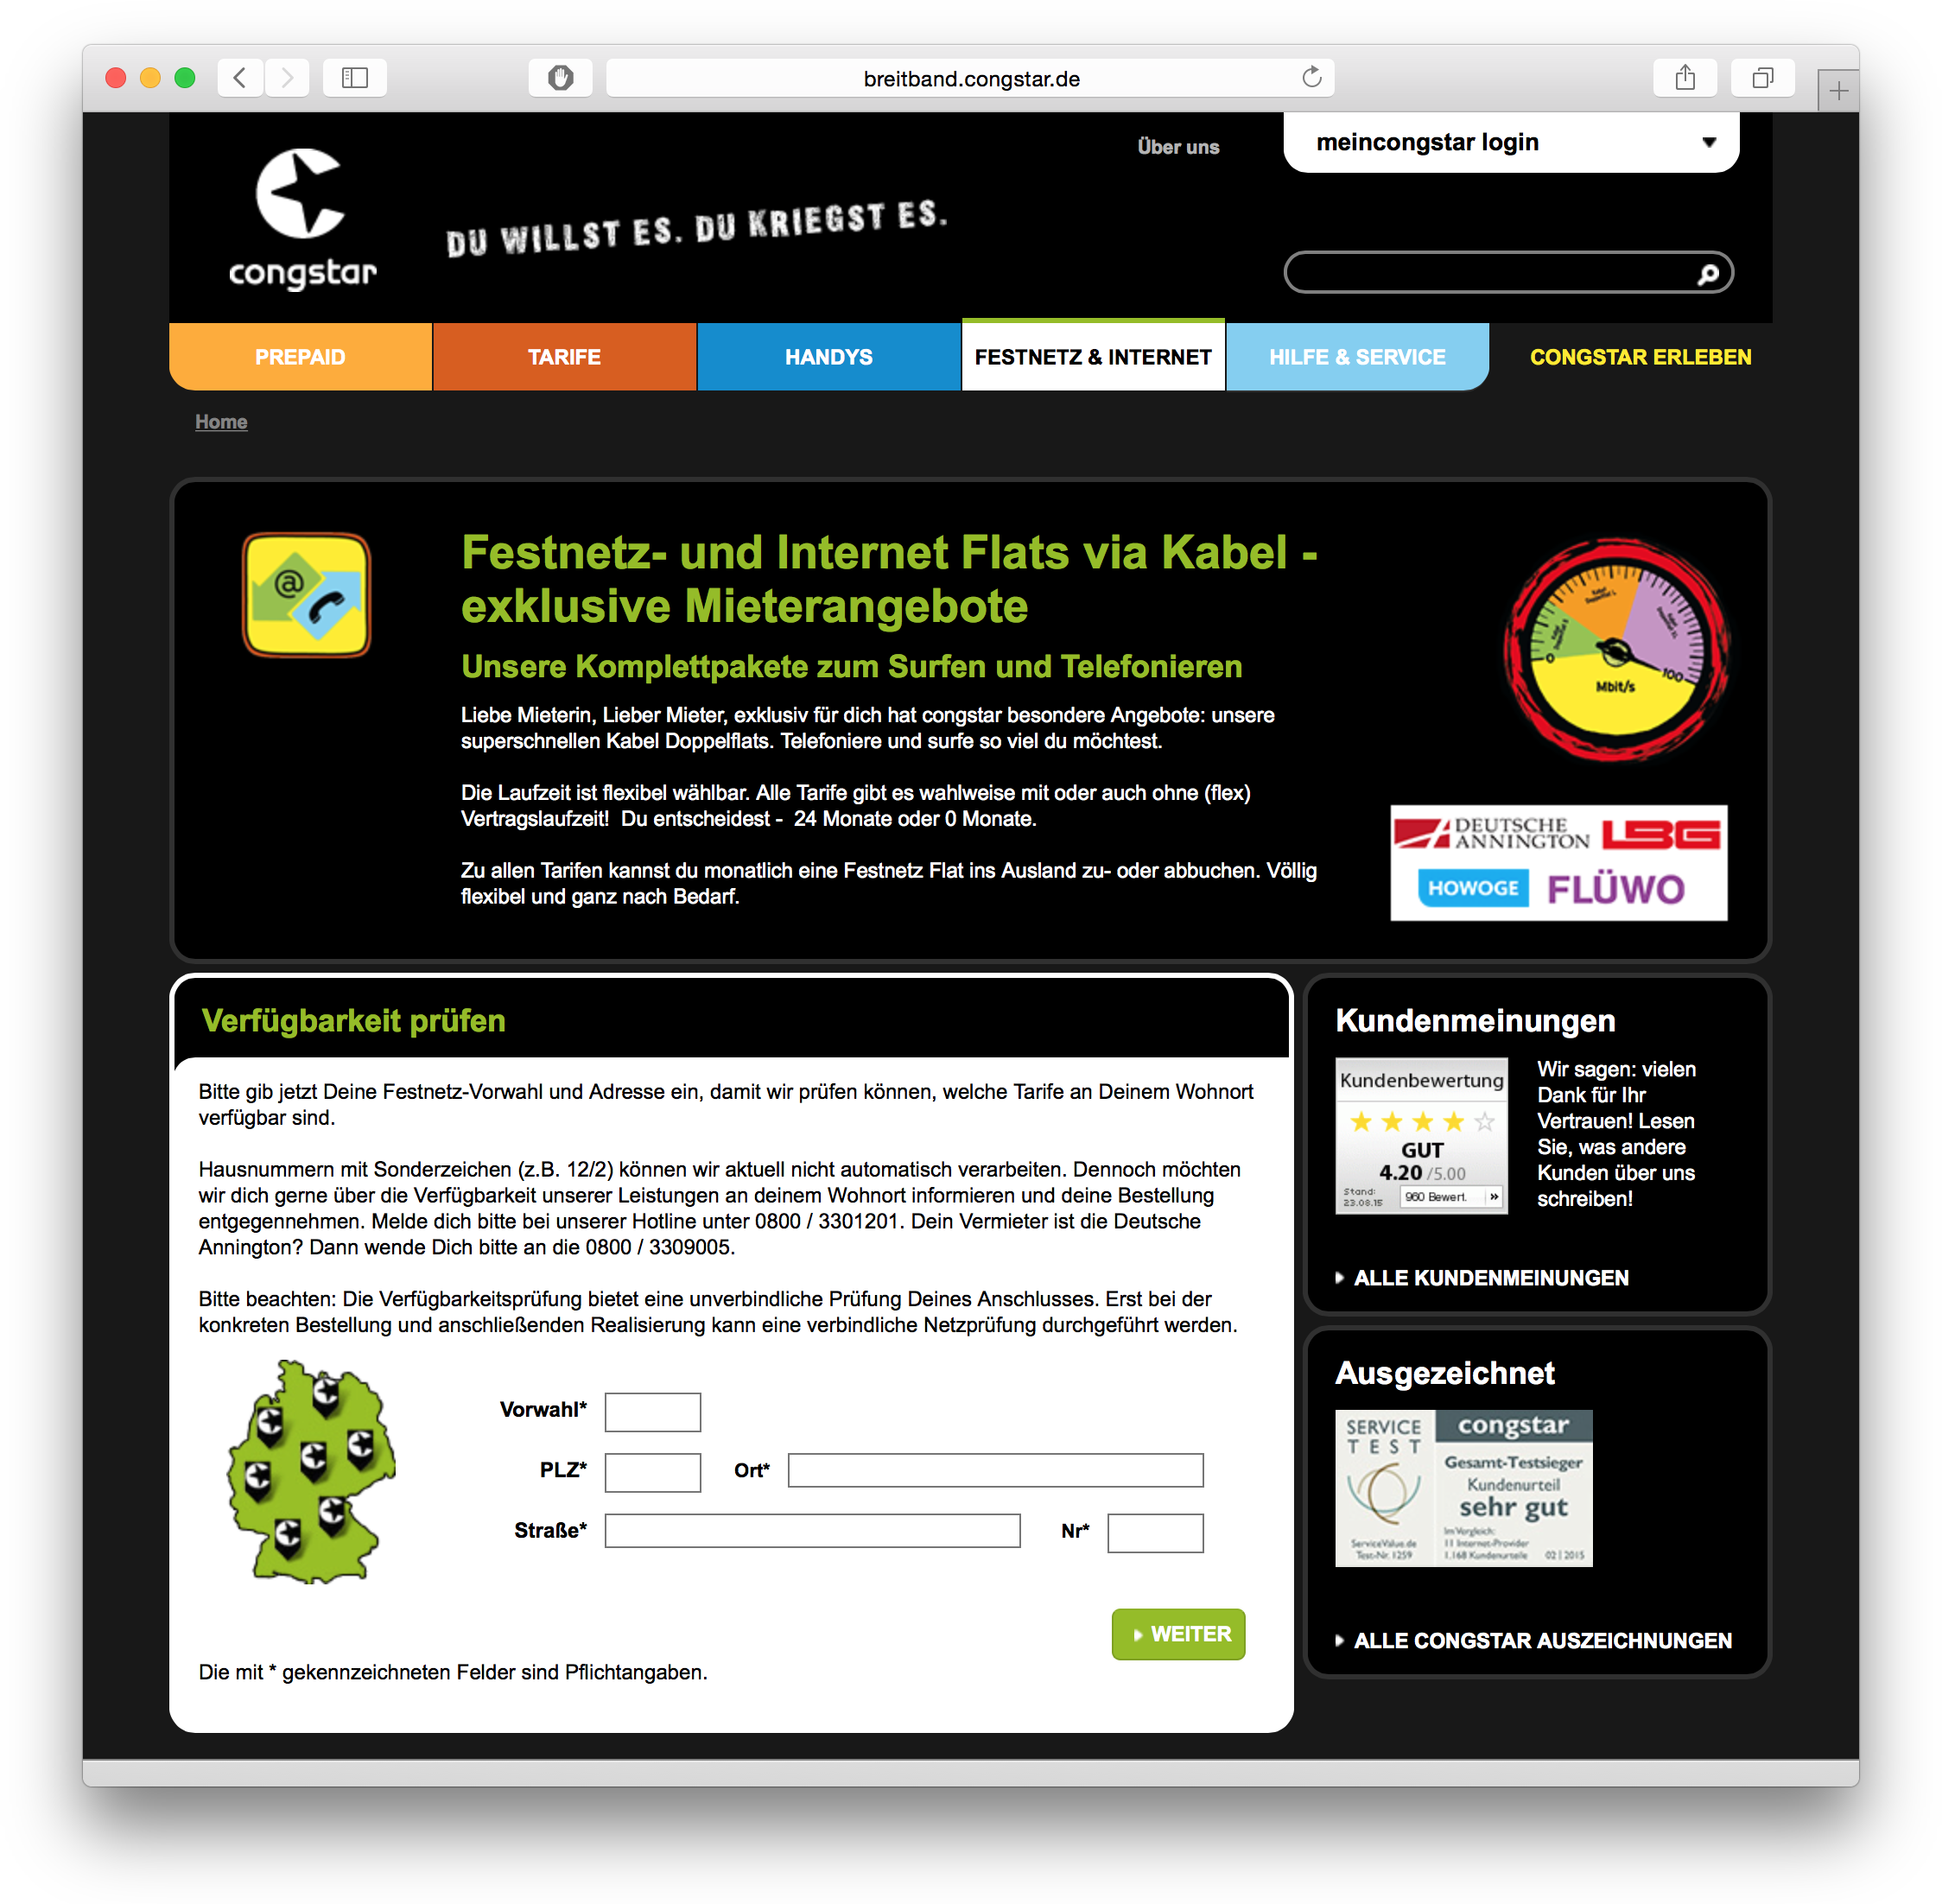 breitband.congstar.de
Über uns
meincongstar login
congstar
DU WILLST ES. DU KRIEGST ES.
PREPAID
TARIFE
HANDYS
FESTNETZ & INTERNET
HILFE & SERVICE
CONGSTAR ERLEBEN
Home
@
Festnetz- und Internet Flats via Kabel -
exklusive Mieterangebote
Unsere Komplettpakete zum Surfen und Telefonieren
Liebe Mieterin, Lieber Mieter, exklusiv für dich hat congstar besondere Angebote: unsere
superschnellen Kabel Doppelflats. Telefoniere und surfe so viel du möchtest.
Die Laufzeit ist flexibel wählbar. Alle Tarife gibt es wahlweise mit oder auch ohne (flex)
Vertragslaufzeit!  Du entscheidest -  24 Monate oder 0 Monate.
Zu allen Tarifen kannst du monatlich eine Festnetz Flat ins Ausland zu- oder abbuchen. Völlig
flexibel und ganz nach Bedarf.
0
100
Mbit/s
DEUTSCHE
ANNINGTON
LBG
HOWOGE
FLÜWO
Verfügbarkeit prüfen
Bitte gib jetzt Deine Festnetz-Vorwahl und Adresse ein, damit wir prüfen können, welche Tarife an Deinem Wohnort
verfügbar sind.
Hausnummern mit Sonderzeichen (z.B. 12/2) können wir aktuell nicht automatisch verarbeiten. Dennoch möchten
wir dich gerne über die Verfügbarkeit unserer Leistungen an deinem Wohnort informieren und deine Bestellung
entgegennehmen. Melde dich bitte bei unserer Hotline unter 0800 / 3301201. Dein Vermieter ist die Deutsche
Annington? Dann wende Dich bitte an die 0800 / 3309005.
Bitte beachten: Die Verfügbarkeitsprüfung bietet eine unverbindliche Prüfung Deines Anschlusses. Erst bei der
konkreten Bestellung und anschließenden Realisierung kann eine verbindliche Netzprüfung durchgeführt werden.
Vorwahl*
PLZ*
Ort*
Straße*
Nr*
WEITER
Die mit * gekennzeichneten Felder sind Pflichtangaben.
Kundenmeinungen
Kundenbewertung
GUT
4.20 /5.00
Stand:
23.08.15
960 Bewert. »
Wir sagen: vielen
Dank für Ihr
Vertrauen! Lesen
Sie, was andere
Kunden über uns
schreiben!
ALLE KUNDENMEINUNGEN
Ausgezeichnet
SERVICE
TEST
ServiceValue.de
Test-Nr. 1259
congstar
Gesamt-Testsieger
Kundenurteil
sehr gut
Im Vergleich:
11 Internet-Provider
1.168 Kundenurteile 02 | 2015
ALLE CONGSTAR AUSZEICHNUNGEN